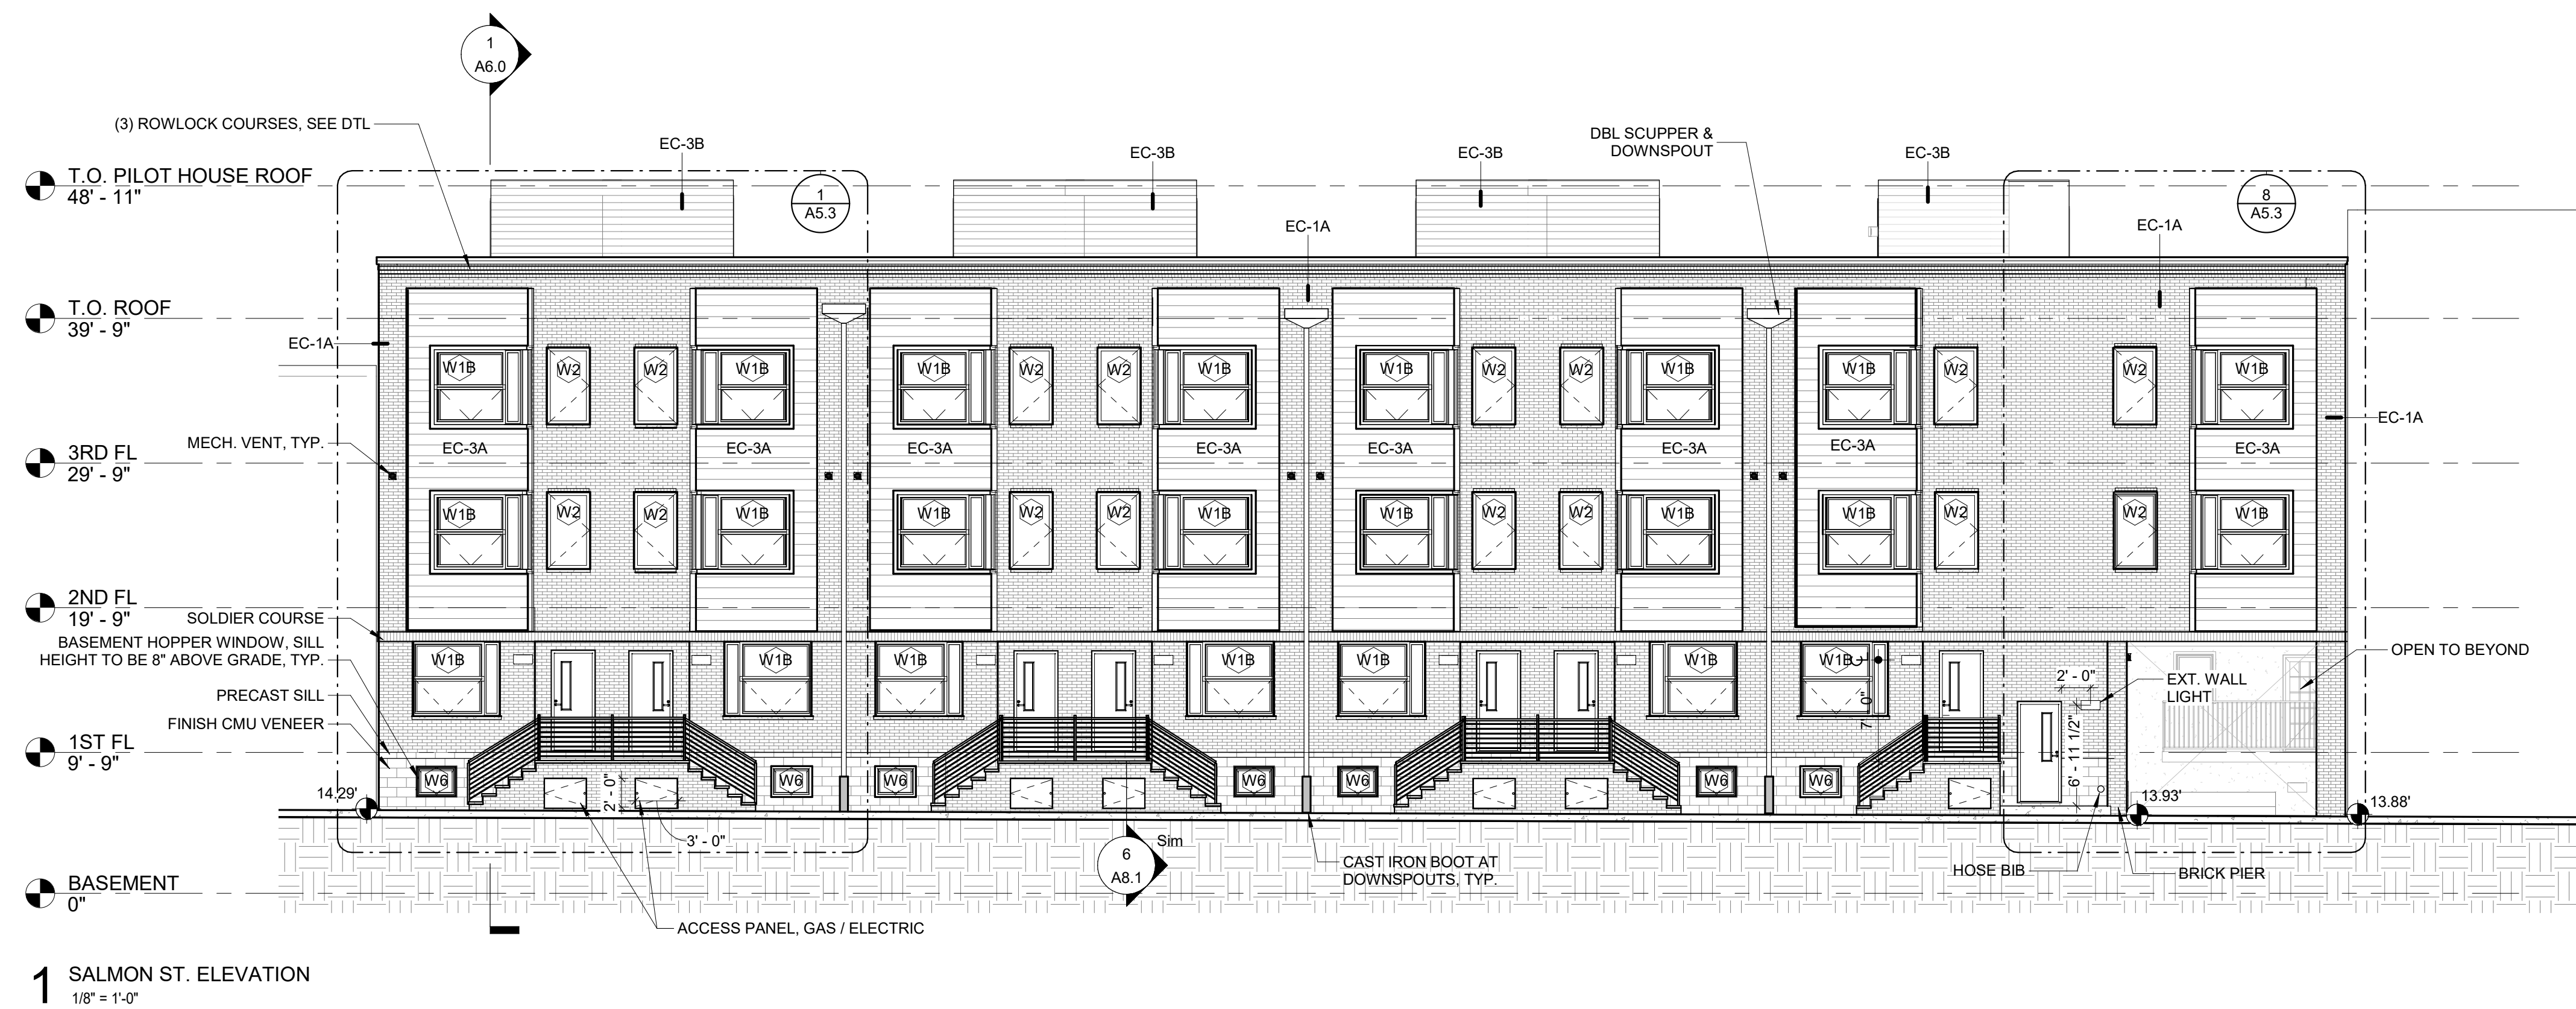 1
A6.0
(3) ROWLOCK COURSES, SEE DTL
EC-3B
EC-3B
EC-3B
EC-3B
DBL SCUPPER &
DOWNSPOUT
T.O. PILOT HOUSE ROOF
48' - 11"
1
A5.3
8
A5.3
EC-1A
EC-1A
T.O. ROOF
39' - 9"
EC-1A
W1B W2 W2 W1B W1B W2 W2 W1B W1B W2 W2 W1B W1B W2 W2 W1B
EC-1A
MECH. VENT, TYP.
EC-3A EC-3A EC-3A EC-3A EC-3A EC-3A EC-3A EC-3A
3RD FL
29' - 9"
W1B W2 W2 W1B W1B W2 W2 W1B W1B W2 W2 W1B W1B W2 W2 W1B
2ND FL
19' - 9"
SOLDIER COURSE
BASEMENT HOPPER WINDOW, SILL
HEIGHT TO BE 8" ABOVE GRADE, TYP.
W1B W1B W1B W1B W1B W1B W1B
OPEN TO BEYOND
PRECAST SILL
2' - 0"
EXT. WALL
LIGHT
FINISH CMU VENEER
7' - 0"
6' - 11 1/2"
1ST FL
9' - 9"
W6 W6 W6 W6 W6 W6 W6
2' - 0"
14.29'
13.93'
13.88'
3' - 0"
Sim
6
A8.1
CAST IRON BOOT AT
DOWNSPOUTS, TYP.
HOSE BIB
BRICK PIER
BASEMENT
0"
ACCESS PANEL, GAS / ELECTRIC
1 SALMON ST. ELEVATION
1/8" = 1'-0"